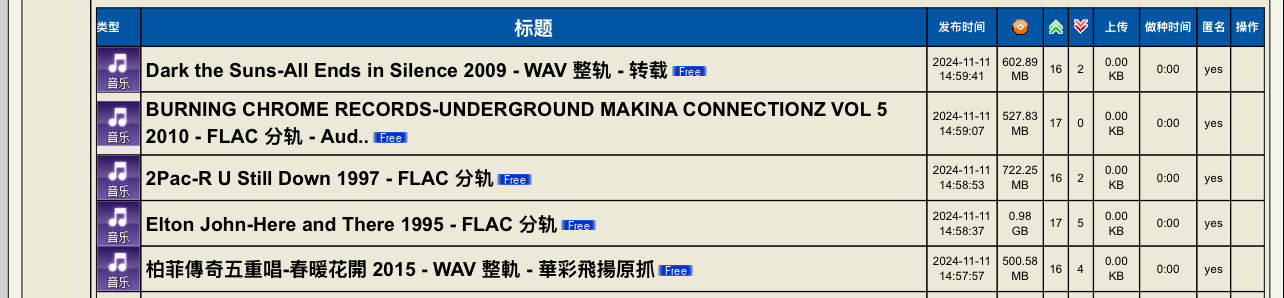 类型 标题 发布时间 上传 做种时间 匿名 操作
音乐 Dark the Suns-All Ends in Silence 2009 - WAV 整轨 - 转载 Free 2024-11-11 14:59:41 602.89 MB 16 2 0.00 KB 0:00 yes
音乐 BURNING CHROME RECORDS-UNDERGROUND MAKINA CONNECTIONZ VOL 5
2010 - FLAC 分轨 - Aud.. Free 2024-11-11 14:59:07 527.83 MB 17 0 0.00 KB 0:00 yes
音乐 2Pac-R U Still Down 1997 - FLAC 分轨 Free 2024-11-11 14:58:53 722.25 MB 16 2 0.00 KB 0:00 yes
音乐 Elton John-Here and There 1995 - FLAC 分轨 Free 2024-11-11 14:58:37 0.98 GB 17 5 0.00 KB 0:00 yes
音乐 柏菲傳奇五重唱-春暖花開 2015 - WAV 整軌 - 華彩飛揚原抓 Free 2024-11-11 14:57:57 500.58 MB 16 4 0.00 KB 0:00 yes